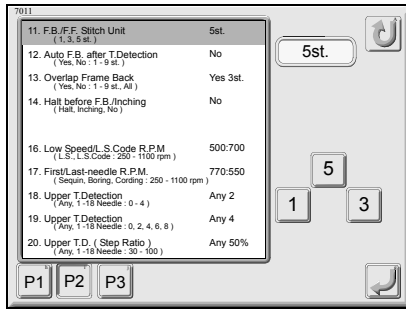 7011
11. F.B./F.F. Stitch Unit 5st.
( 1, 3, 5 st. )
5st.
12. Auto F.B. after T.Detection No
( Yes, No : 1 - 9 st. )
13. Overlap Frame Back Yes 3st.
( Yes, No : 1 - 9 st., All )
14. Halt before F.B./Inching No
( Halt, Inching, No )
16. Low Speed/L.S.Code R.P.M 500:700
( L.S., L.S.Code : 250 - 1100 rpm )
17. First/Last-needle R.P.M. 770:550
( Sequin, Boring, Cording : 250 - 1100 rpm )
18. Upper T.Detection Any 2
( Any, 1 -18 Needle : 0 - 4 )
19. Upper T.Detection Any 4
( Any, 1 -18 Needle : 0, 2, 4, 6, 8 )
20. Upper T.D. ( Step Ratio ) Any 50%
( Any, 1 -18 Needle : 30 - 100 )
5
1 3
P1 P2 P3